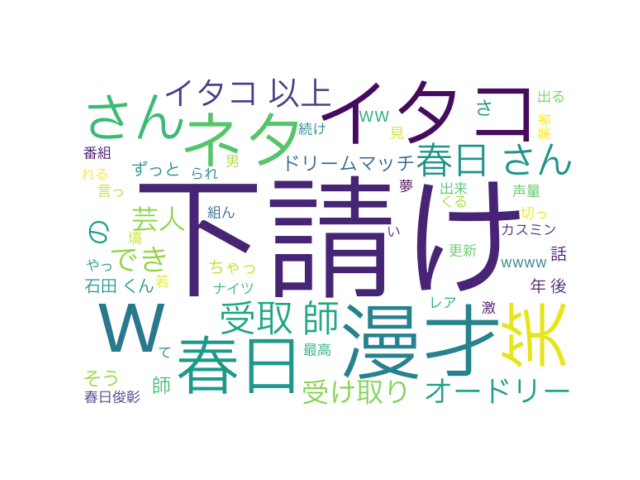 イタコ 以上
イタコ
出る
さん
ネタ
ww
さ
業者
続け
見
番組
ずっと
られ
男
ドリームマッチ
春日 さん
れる
言っ
下請け
夢
出来
くる
声量
切っ
芸人
組ん
カスミン
の
塙
でき
い
更新
wwww
話
やっ
ちゃっ
石田 くん
若
ナイツ
年 後
w
受取 師
レア
激
漫才
笑
て
春日
最高
そう
師
受け取り
オードリー
春日俊彰